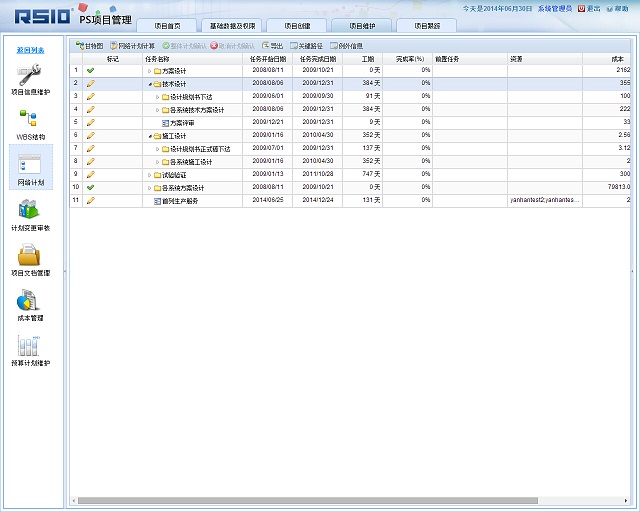 今天是2014年06月30日 系统管理员 退出 帮助
RSIO PS项目管理 项目首页 基础数据及权限 项目创建 项目维护 项目跟踪
返回列表
项目信息维护
WBS结构
网络计划
计划变更审核
项目文档管理
成本管理
预算计划维护
甘特图 网络计划计算 整体计划确认 取消计划确认 导出 关键路径 例外信息
标记 任务名称 任务开始日期 任务完成日期 工期 完成率(%) 前置任务 资源 成本
1 方案设计 2008/08/11 2009/10/21 0 天 0% 2162
2 技术设计 2008/08/06 2009/12/31 384 天 0% 355
3 设计规划书下达 2009/06/01 2009/09/30 91 天 0% 100
4 各系统技术方案设计 2008/08/06 2009/12/31 384 天 0% 222
5 方案评审 2009/12/21 2009/12/31 9 天 0% 33
6 施工设计 2009/01/16 2010/04/30 352 天 0% 2.56
7 设计规划书正式稿下达 2009/07/01 2009/12/31 137 天 0% 3.12
8 各系统施工设计 2009/01/16 2010/04/30 352 天 0% 2
9 试验验证 2009/01/13 2011/10/28 747 天 0% 300
10 各系统方案设计 2008/08/11 2009/10/21 0 天 0% 79813.0
11 首列生产服务 2014/06/25 2014/12/24 131 天 0% yanhantest2;yanhantes... 2